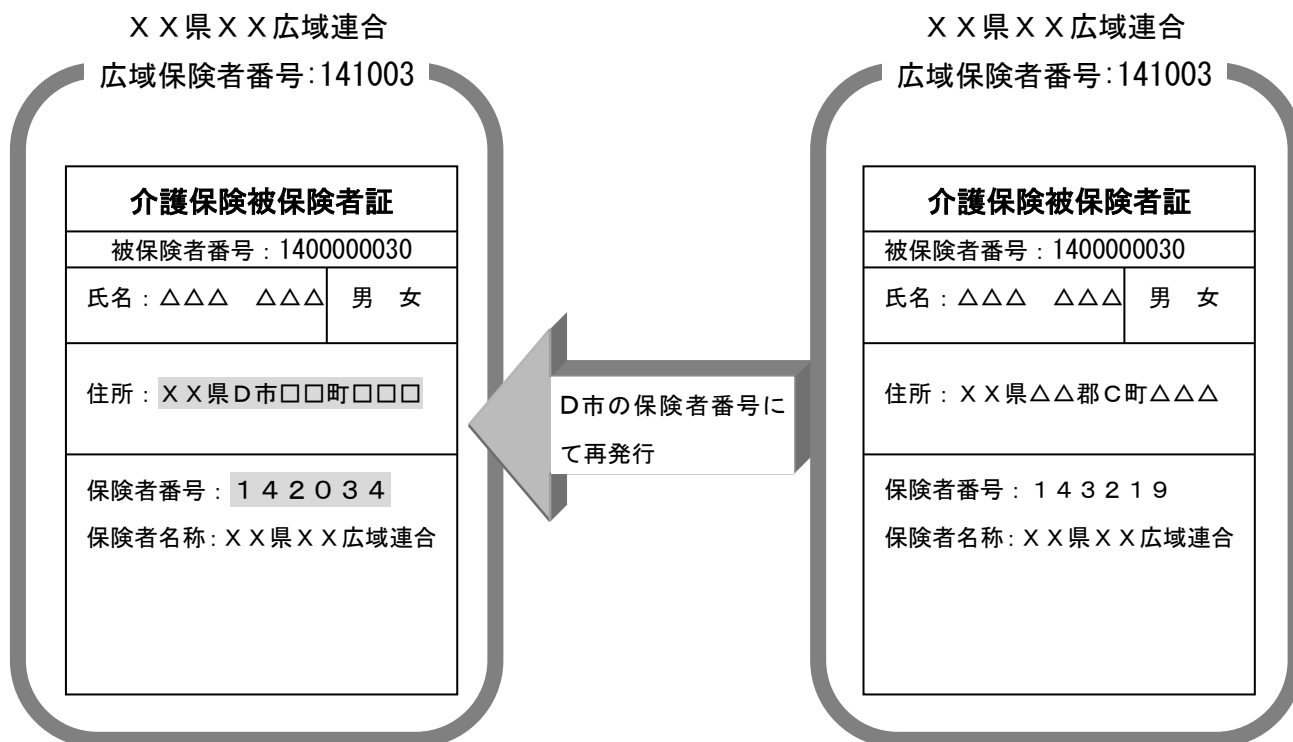 ＸＸ県ＸＸ広域連合
広域保険者番号：141003
介護保険被保険者証
被保険者番号：1400000030
氏名：△△△　△△△
男　女
住所：ＸＸ県Ｄ市□□町□□□
保険者番号：１４２０３４
保険者名称：ＸＸ県ＸＸ広域連合
Ｄ市の保険者番号に
て再発行
ＸＸ県ＸＸ広域連合
広域保険者番号：141003
介護保険被保険者証
被保険者番号：1400000030
氏名：△△△　△△△
男　女
住所：ＸＸ県△△郡Ｃ町△△△
保険者番号：１４３２１９
保険者名称：ＸＸ県ＸＸ広域連合